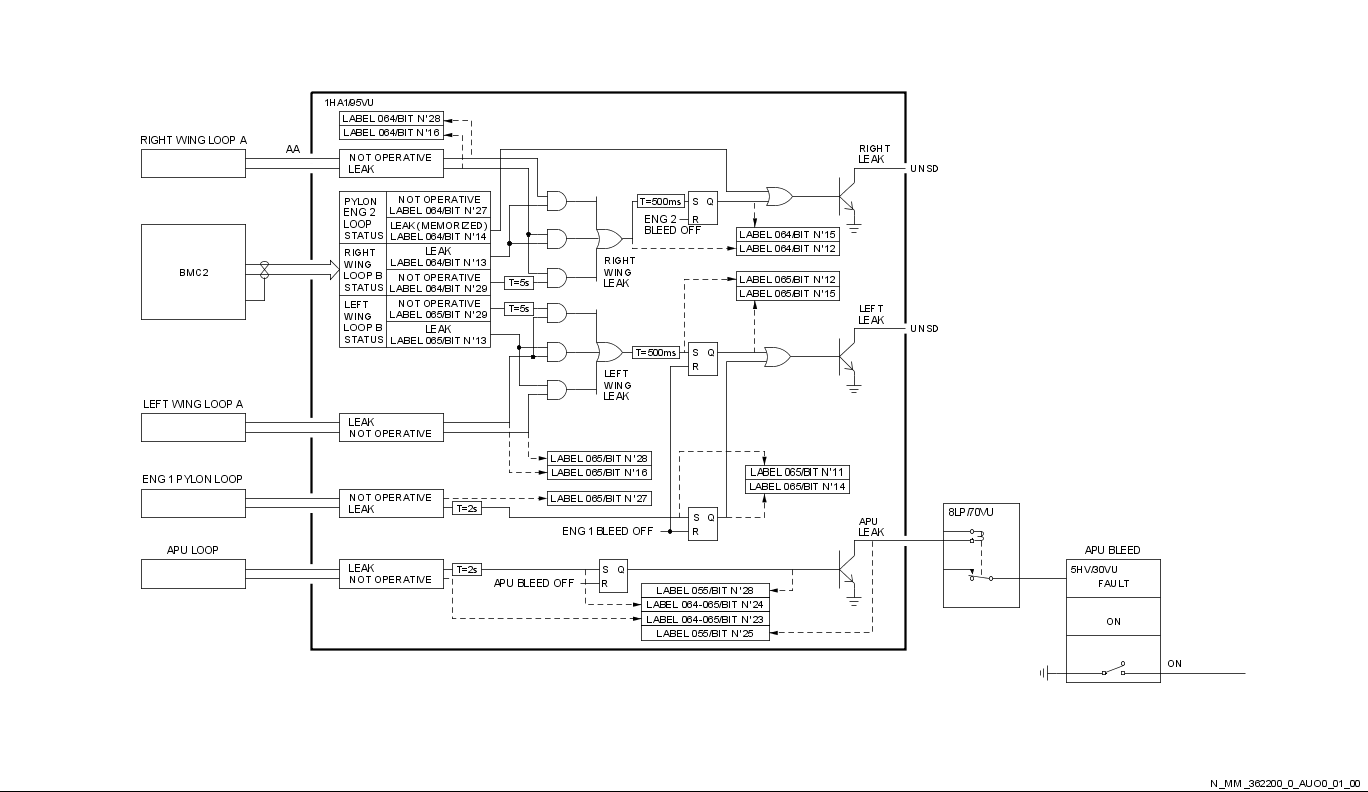 1HA1/95VU
LABEL 064/BIT N'28
LABEL 064/BIT N'16
RIGHT WING LOOP A
AA
NOT OPERATIVE
LEAK
RIGHT
LEAK
UNSD
PYLON
ENG 2
LOOP
STATUS
NOT OPERATIVE
LABEL 064/BIT N'27
LEAK (MEMORIZED)
LABEL 064/BIT N'14
RIGHT
WING
LOOP B
STATUS
LEAK
LABEL 064/BIT N'13
NOT OPERATIVE
LABEL 064/BIT N'29
LEFT
WING
LOOP B
STATUS
NOT OPERATIVE
LABEL 065/BIT N'29
LEAK
LABEL 065/BIT N'13
BMC2
T=5s
T=5s
RIGHT
WING
LEAK
T=500ms
S Q
R
ENG 2
BLEED OFF
LABEL 064/BIT N'15
LABEL 064/BIT N'12
LABEL 065/BIT N'12
LABEL 065/BIT N'15
LEFT
LEAK
UNSD
T=500ms
S Q
R
LEFT
WING
LEAK
LEFT WING LOOP A
LEAK
NOT OPERATIVE
LABEL 065/BIT N'28
LABEL 065/BIT N'16
LABEL 065/BIT N'11
LABEL 065/BIT N'14
ENG 1 PYLON LOOP
NOT OPERATIVE
LEAK
T=2s
LABEL 065/BIT N'27
S Q
R
ENG 1 BLEED OFF
APU
LEAK
APU LOOP
LEAK
NOT OPERATIVE
T=2s
S Q
R
APU BLEED OFF
LABEL 055/BIT N'28
LABEL 064-065/BIT N'24
LABEL 064-065/BIT N'23
LABEL 055/BIT N'25
8LP/70VU
APU BLEED
5HV/30VU
FAULT
ON
ON
N_MM_362200_0_AUO0_01_00